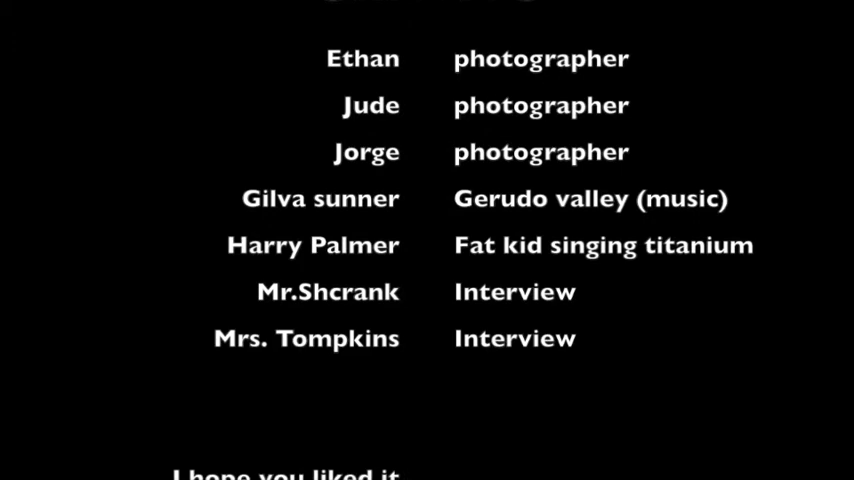 Ethan photographer
Jude photographer
Jorge photographer
Gilva sunner Gerudo valley (music)
Harry Palmer Fat kid singing titanium
Mr.Shcrank Interview
Mrs. Tompkins Interview
I hope you liked it